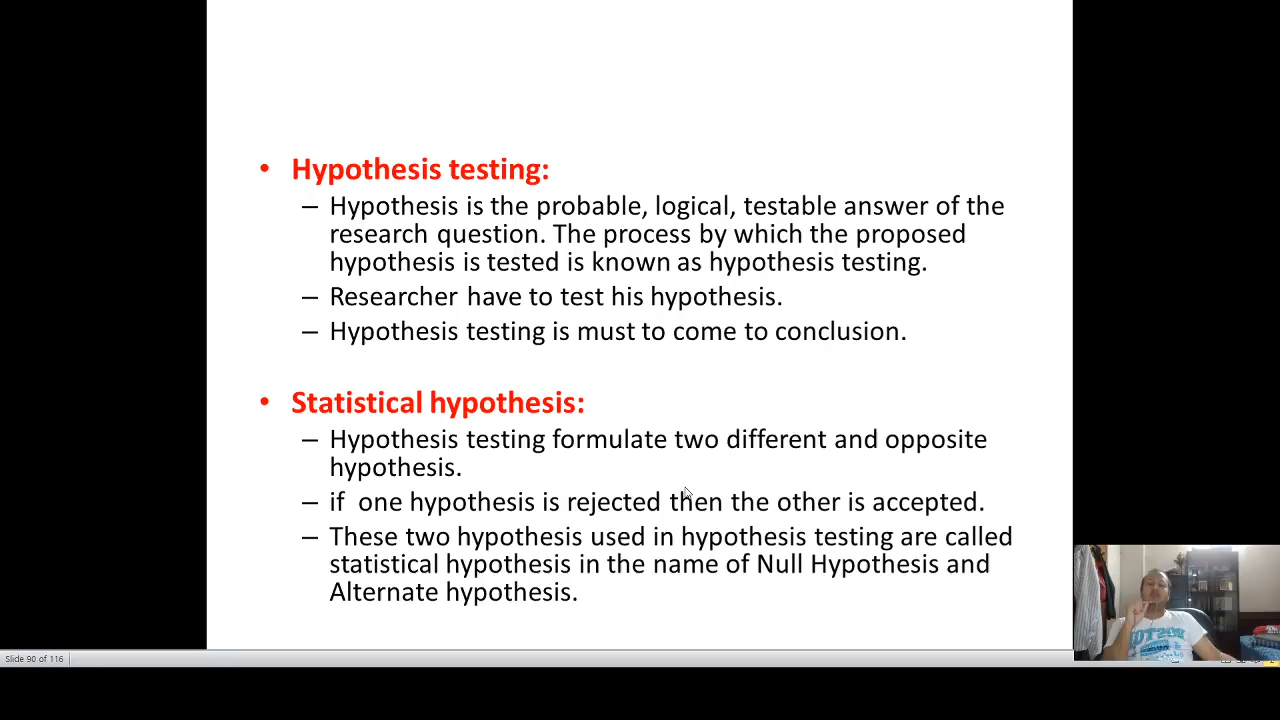 • Hypothesis testing:
– Hypothesis is the probable, logical, testable answer of the
research question. The process by which the proposed
hypothesis is tested is known as hypothesis testing.
– Researcher have to test his hypothesis.
– Hypothesis testing is must to come to conclusion.
• Statistical hypothesis:
– Hypothesis testing formulate two different and opposite
hypothesis.
– if one hypothesis is rejected then the other is accepted.
– These two hypothesis used in hypothesis testing are called
statistical hypothesis in the name of Null Hypothesis and
Alternate hypothesis.
Slide 90 of 116